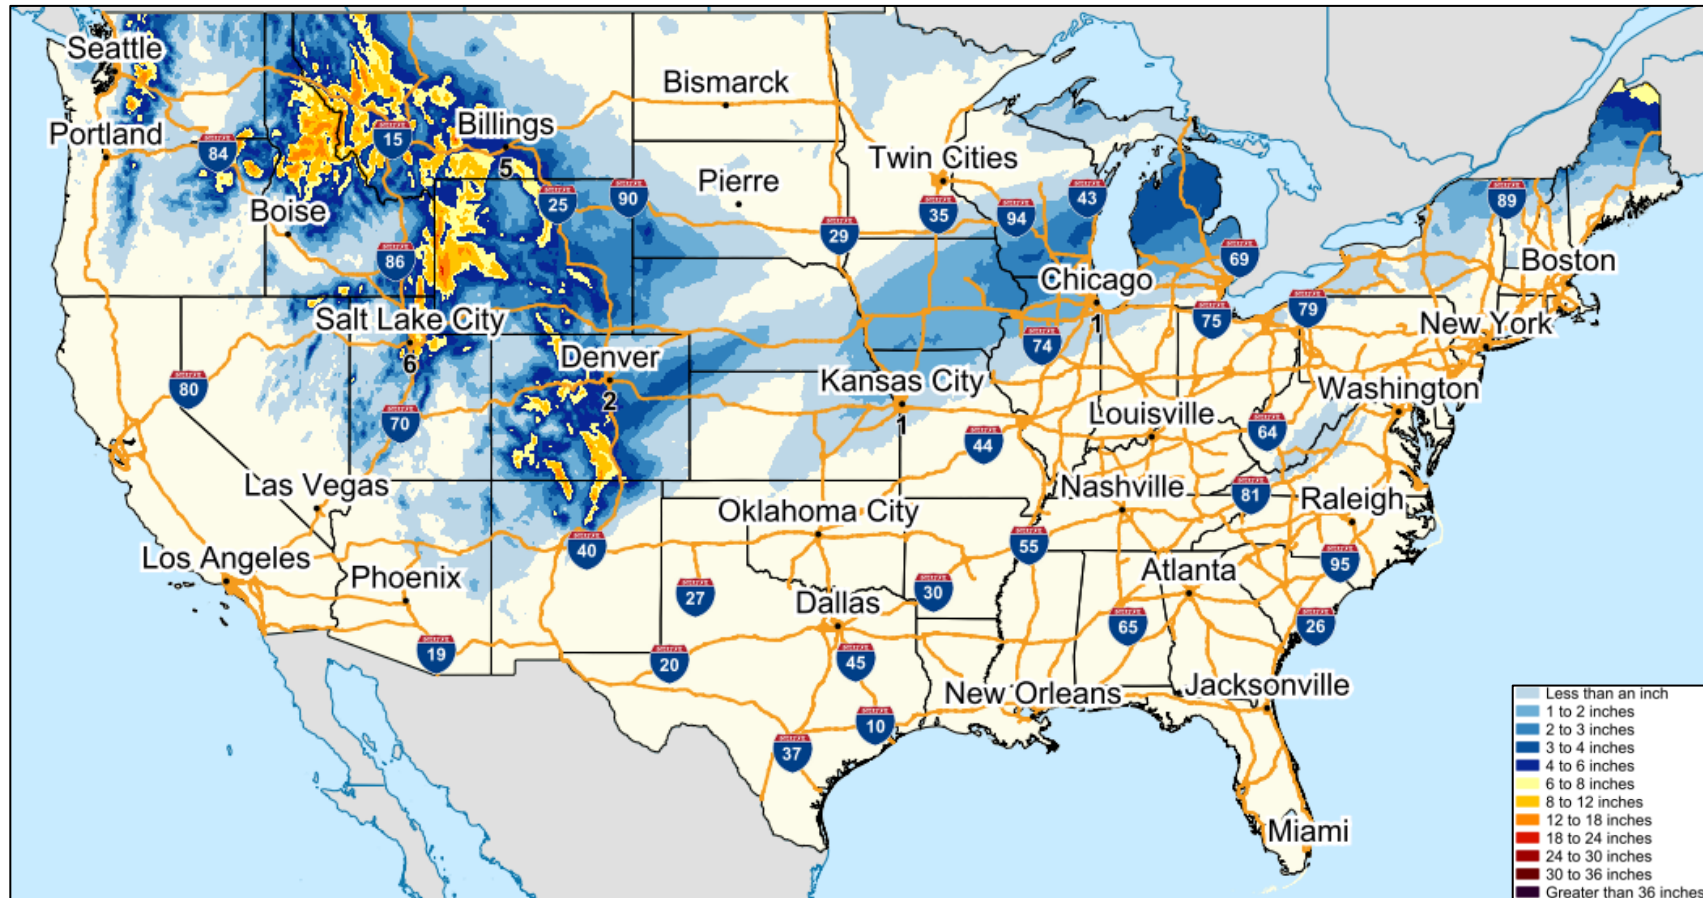 Seattle
Bismarck
Portland
Billings
84
15
5
Twin Cities
Pierre
Boise
25
90
35
94
43
89
29
86
69
Boston
Chicago
1
Salt Lake City
6
79
75
New York
74
Denver
2
80
Kansas City
1
Washington
70
Louisville
64
44
Las Vegas
Nashville
81
Raleigh
Oklahoma City
Los Angeles
40
55
95
Phoenix
Atlanta
27
30
Dallas
65
26
19
20
45
New Orleans
Jacksonville
10
37
Miami
Less than an inch
1 to 2 inches
2 to 3 inches
3 to 4 inches
4 to 6 inches
6 to 8 inches
8 to 12 inches
12 to 18 inches
18 to 24 inches
24 to 30 inches
30 to 36 inches
Greater than 36 inches